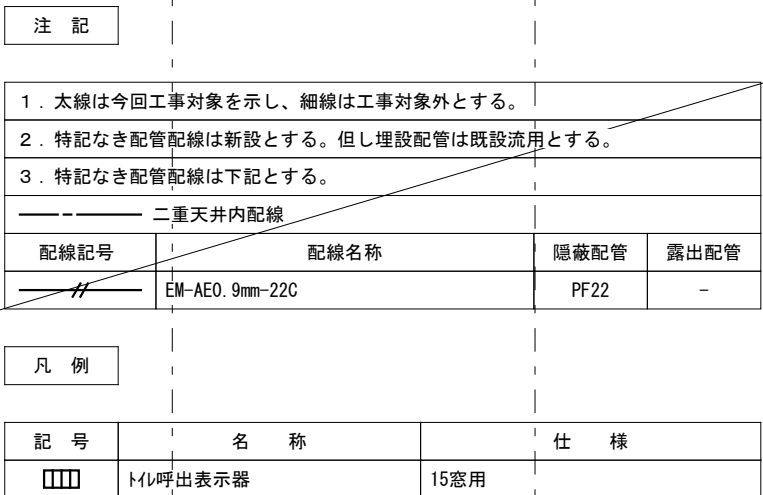 注 記
１．太線は今回工事対象を示し、細線は工事対象外とする。
２．特記なき配管配線は新設とする。但し埋設配管は既設流用とする。
３．特記なき配管配線は下記とする。
二重天井内配線
配線記号 配線名称 隠蔽配管 露出配管
EM-AE0.9mm-22C PF22 －
凡 例
記 号 名 称 仕 様
ﾄｲﾚ呼出表示器 15窓用